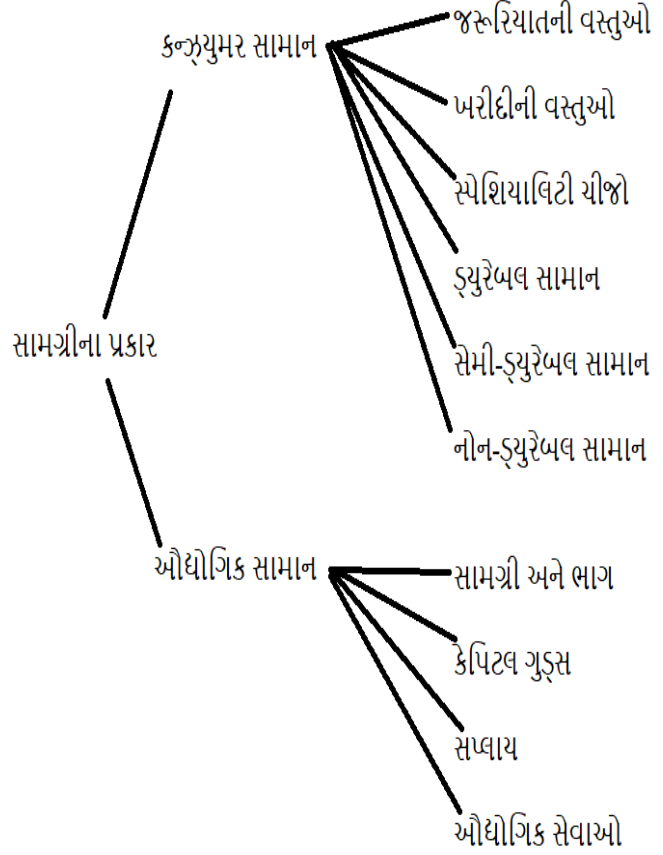 જરૂરિયાતની વસ્તુઓ
કન્ઝ્યુમર સામાન
ખરીદીની વસ્તુઓ
સ્પેશિયાલિટી ચીજો
ડ્યુરેબલ સામાન
સામગ્રીના પ્રકાર
સેમી-ડ્યુરેબલ સામાન
નોન-ડ્યુરેબલ સામાન
ઔદ્યોગિક સામાન
સામગ્રી અને ભાગ
કેપિટલ ગુડ્સ
સપ્લાય
ઔદ્યોગિક સેવાઓ